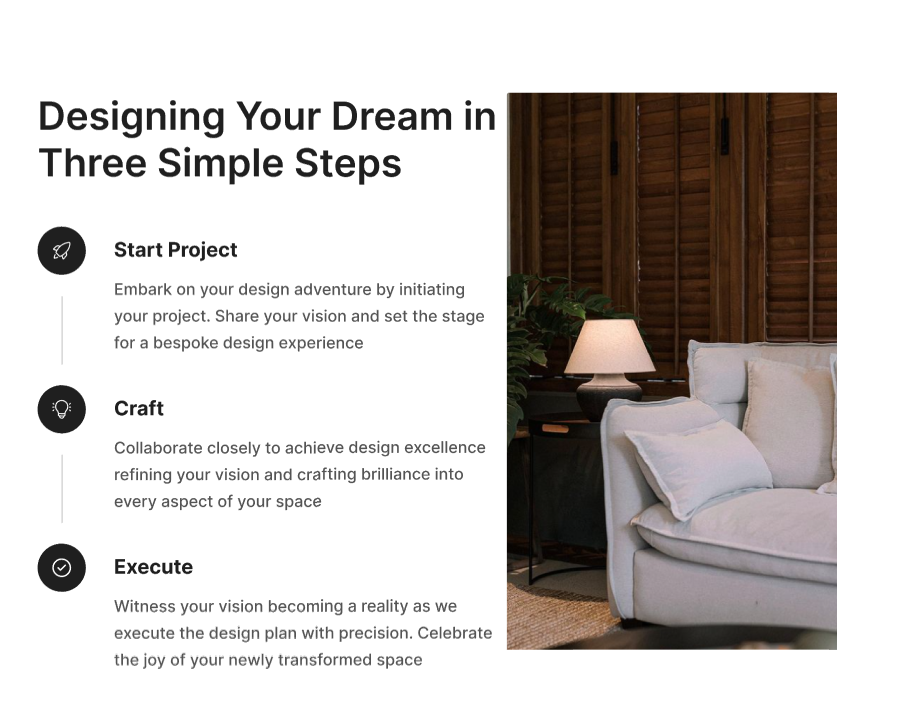 Designing Your Dream in
Three Simple Steps
Start Project
Embark on your design adventure by initiating
your project. Share your vision and set the stage
for a bespoke design experience
Craft
Collaborate closely to achieve design excellence
refining your vision and crafting brilliance into
every aspect of your space
Execute
Witness your vision becoming a reality as we
execute the design plan with precision. Celebrate
the joy of your newly transformed space